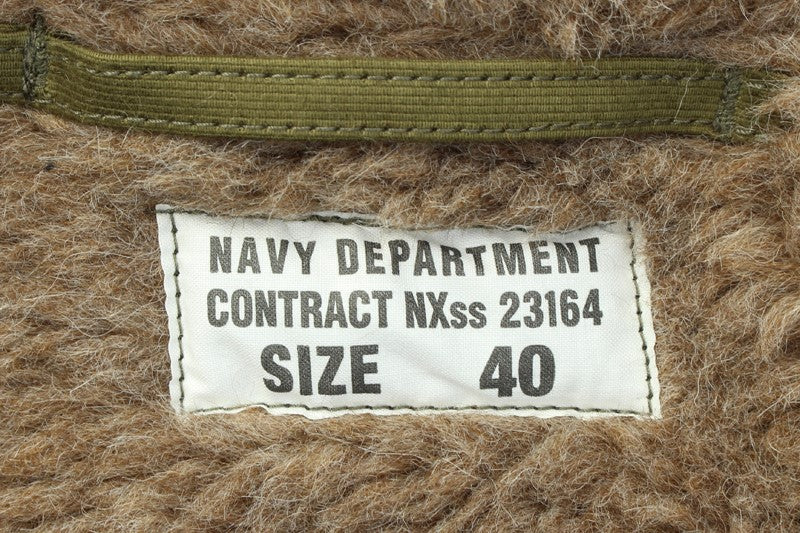 NAVY DEPARTMENT
CONTRACT NXss 23164
SIZE 40